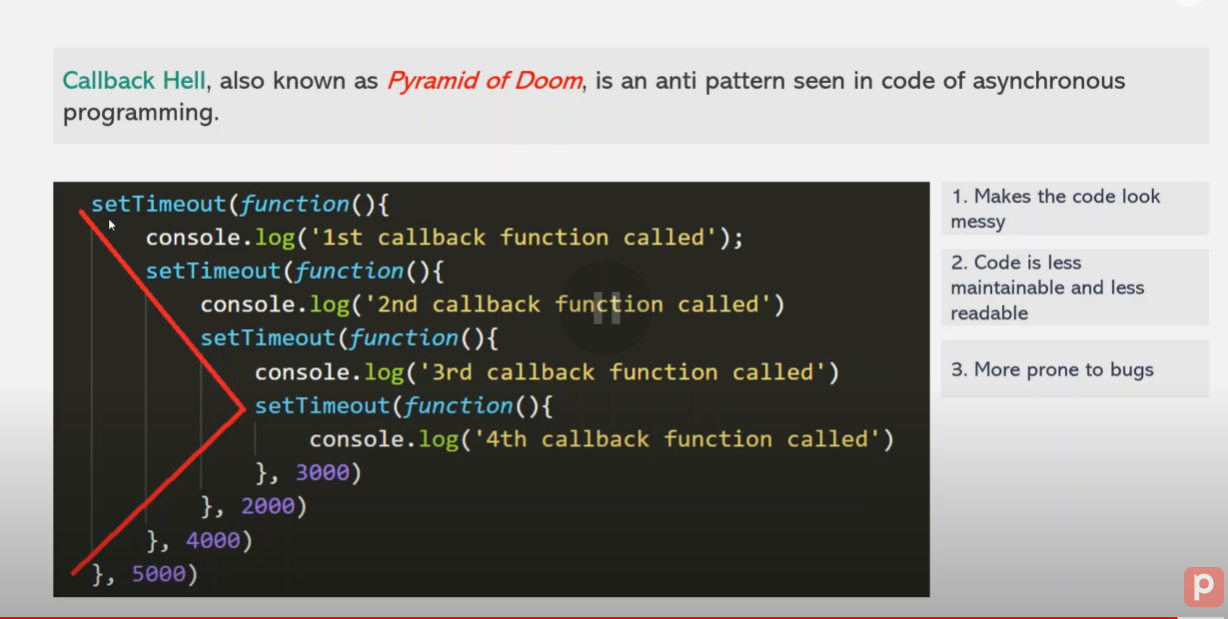 Callback Hell, also known as Pyramid of Doom, is an anti pattern seen in code of asynchronous
programming.
setTimeout(function(){
console.log('1st callback function called');
setTimeout(function(){
console.log('2nd callback function called')
setTimeout(function(){
console.log('3rd callback function called')
setTimeout(function(){
console.log('4th callback function called')
}, 3000)
}, 2000)
}, 4000)
}, 5000)
1. Makes the code look
messy
2. Code is less
maintainable and less
readable
3. More prone to bugs
p